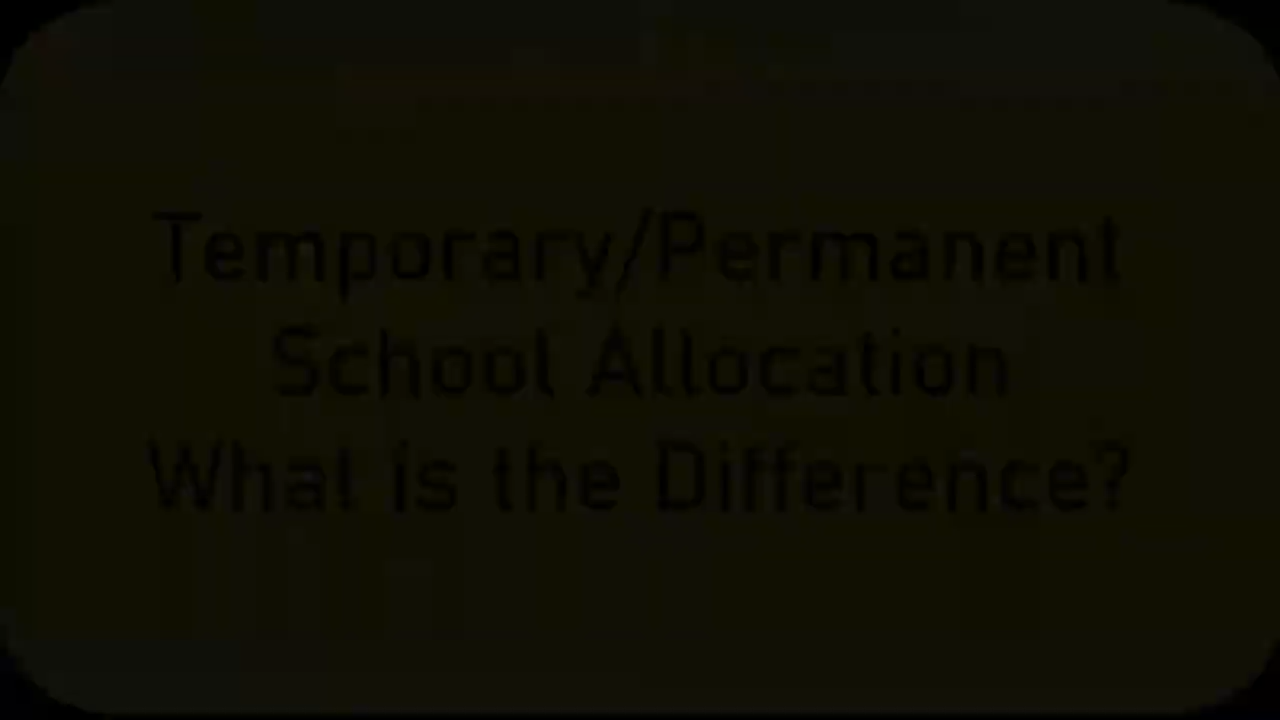 Temporary/Permanent
School Allocation
What is the Difference?